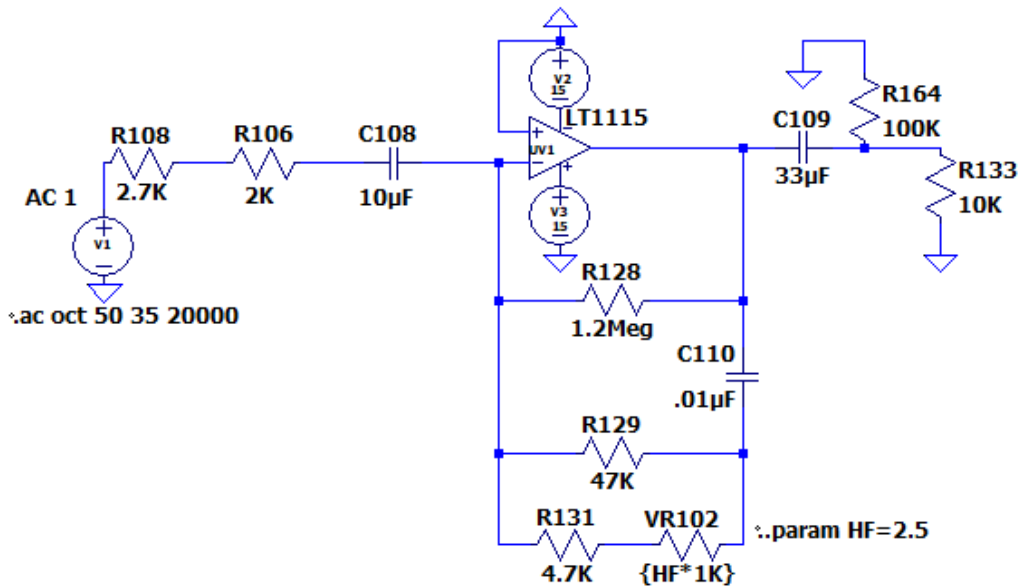 V2
15
LT1115
UV1
R108
2.7K
R106
2K
C108
10µF
AC 1
V1
V3
15
C109
33µF
R164
100K
R133
10K
.ac oct 50 35 20000
R128
1.2Meg
C110
.01µF
R129
47K
R131
4.7K
VR102
{HF*1K}
.param HF=2.5